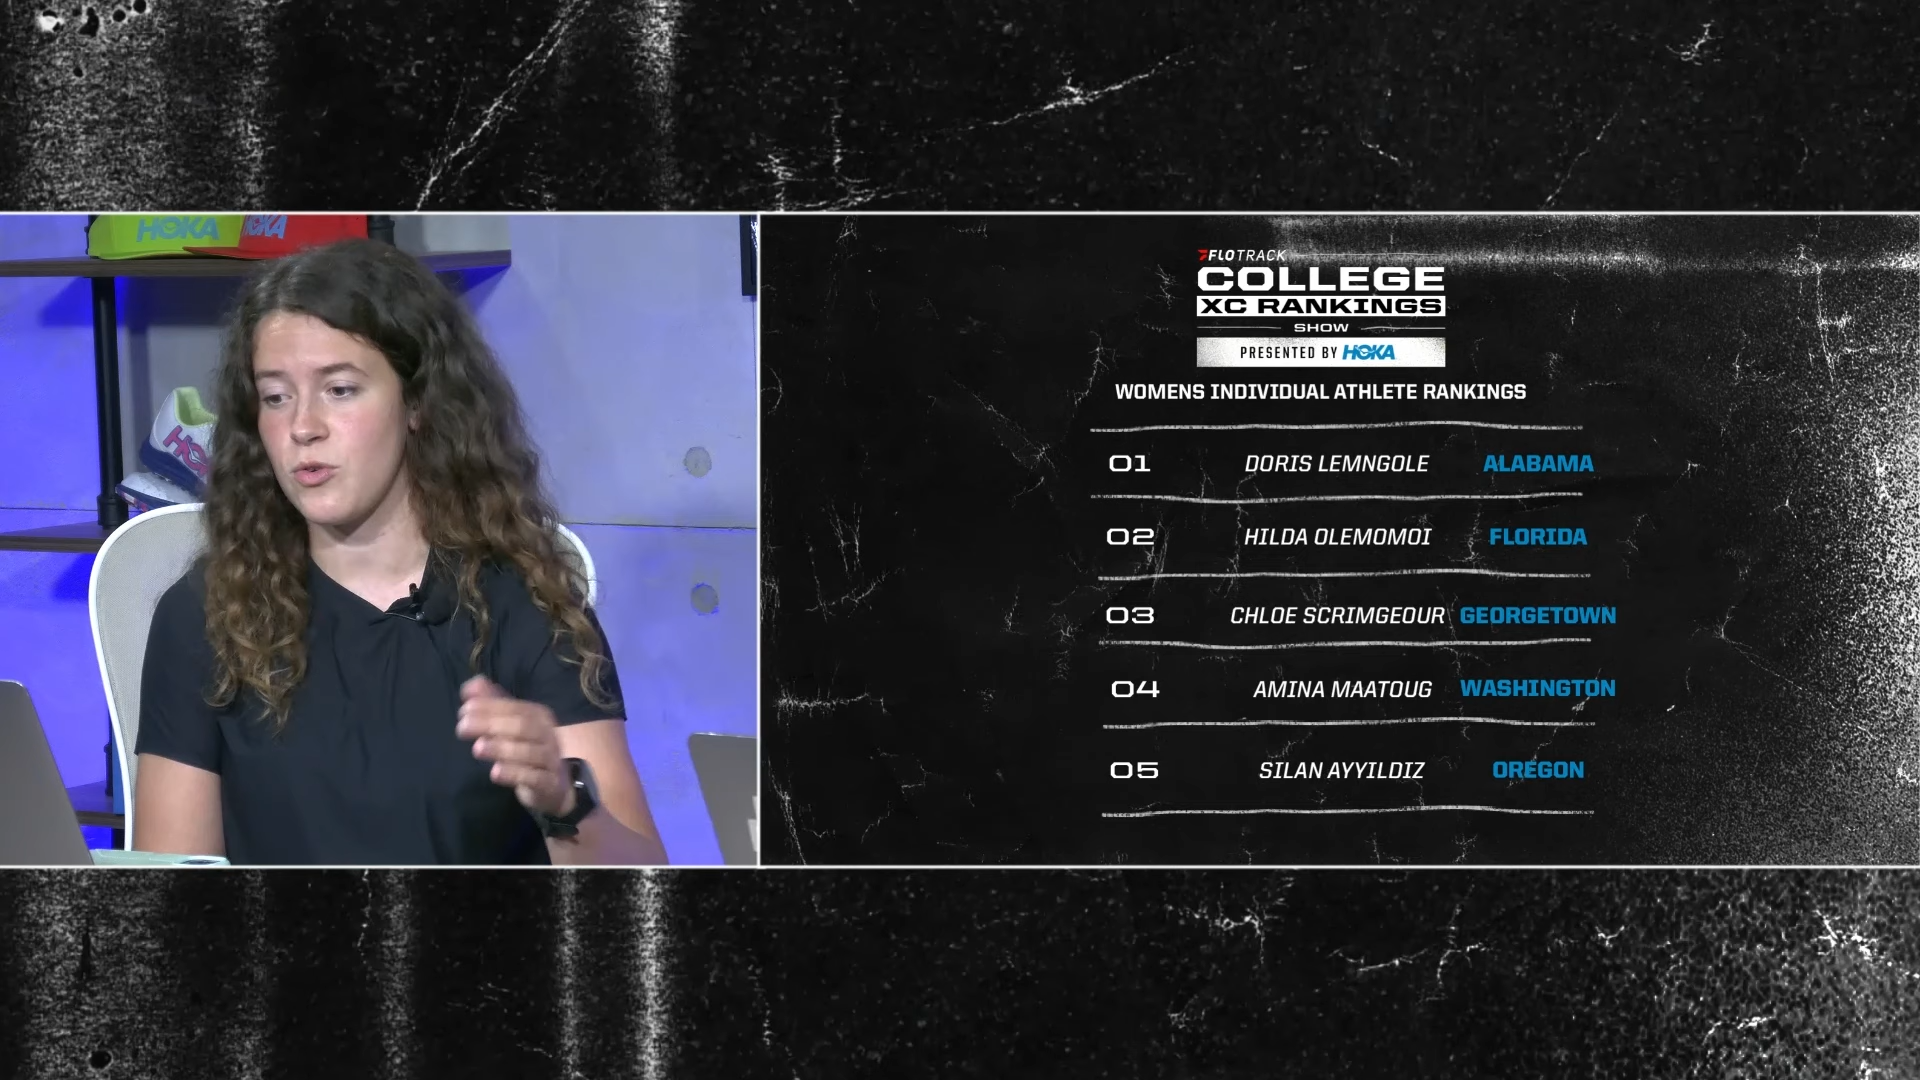 HOKA
HOKA
HO
FLOTRACK
COLLEGE
XC RANKINGS
SHOW
PRESENTED BY HOKA
WOMENS INDIVIDUAL ATHLETE RANKINGS
01 DORIS LEMNGOLE ALABAMA
02 HILDA OLEMOMOI FLORIDA
03 CHLOE SCRIMGEOUR GEORGETOWN
04 AMINA MAATOUG WASHINGTON
05 SILAN AYYILDIZ OREGON